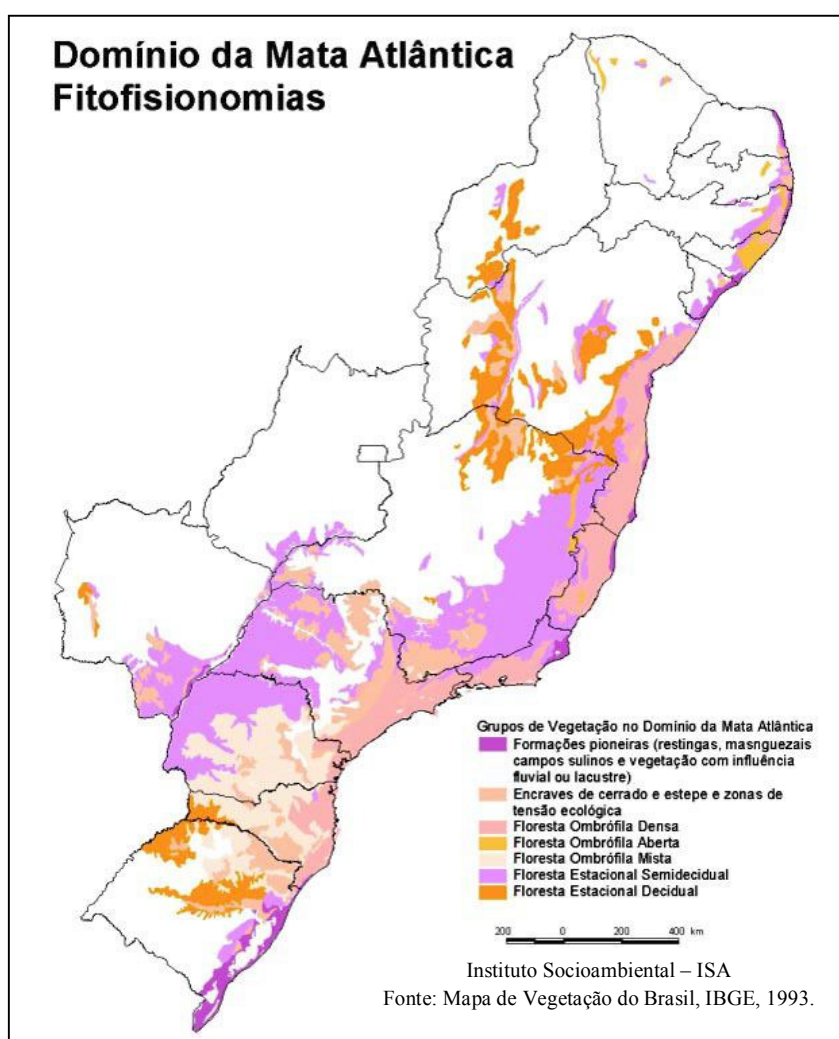 Domínio da Mata Atlântica
Fitofisionomias
Grupos de Vegetação no Domínio da Mata Atlântica
Formações pioneiras (restingas, masnguezais
campos sulinos e vegetação com influência
fluvial ou lacustre)
Encraves de cerrado e estepe e zonas de
tensão ecológica
Floresta Ombrófila Densa
Floresta Ombrófila Aberta
Floresta Ombrófila Mista
Floresta Estacional Semidecidual
Floresta Estacional Decidual
200 0 200 400 km
Instituto Socioambiental – ISA
Fonte: Mapa de Vegetação do Brasil, IBGE, 1993.